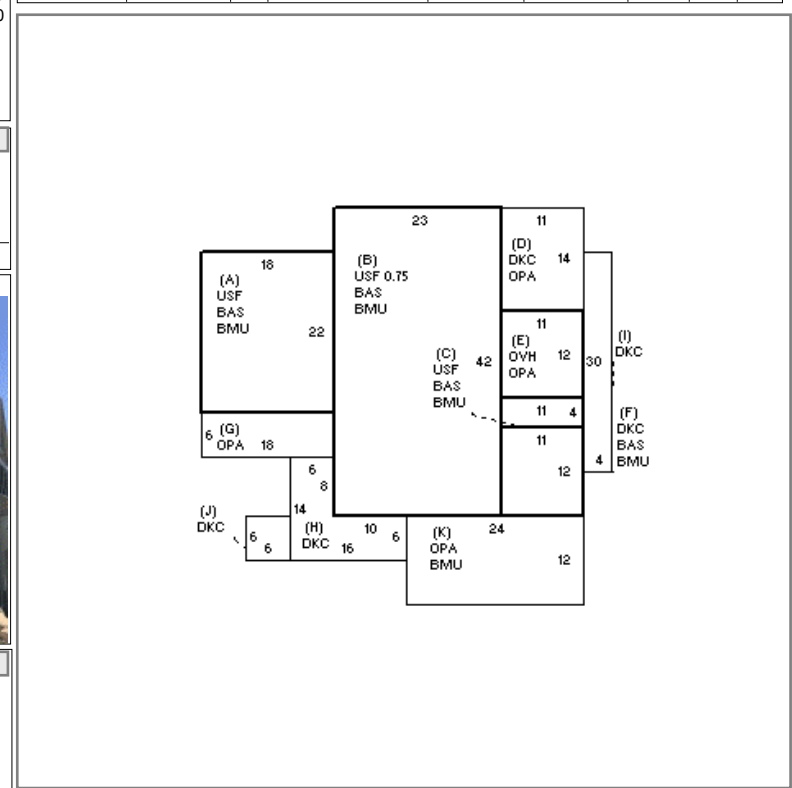 0
23
11
(D)
DKC
OPA
14
18
(A)
USF
BAS
BMU
22
(B)
USF 0.75
BAS
BMU
11
(E)
OVH
OPA
12
30
(I)
DKC
(C)
USF
BAS
BMU
42
11 4
(F)
DKC
BAS
BMU
11
12
4
6
(G)
OPA 18
6
8
14
(J)
DKC
6
6
(H)
DKC
16
10
6
24
(K)
OPA
BMU
12